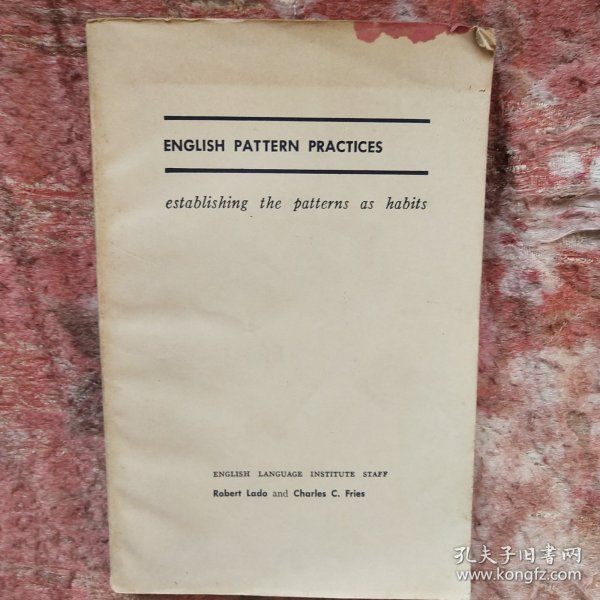 ENGLISH PATTERN PRACTICES
establishing the patterns as habits
ENGLISH LANGUAGE INSTITUTE STAFF
Robert Lado and Charles C. Fries
孔夫子旧书网
www.kongfz.com